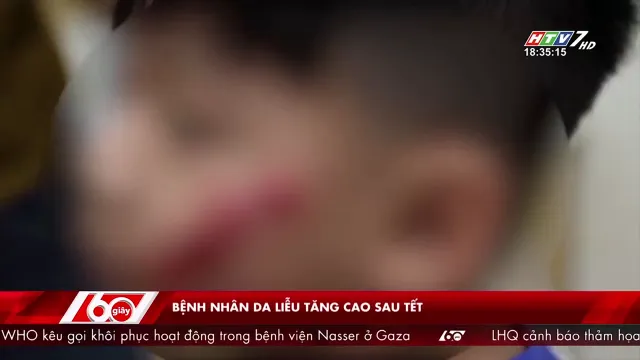 HTV7 HD
18:35:15
60 giây
BỆNH NHÂN DA LIỄU TĂNG CAO SAU TẾT
WHO kêu gọi khôi phục hoạt động trong bệnh viện Nasser ở Gaza 60 LHQ cảnh báo thảm họa